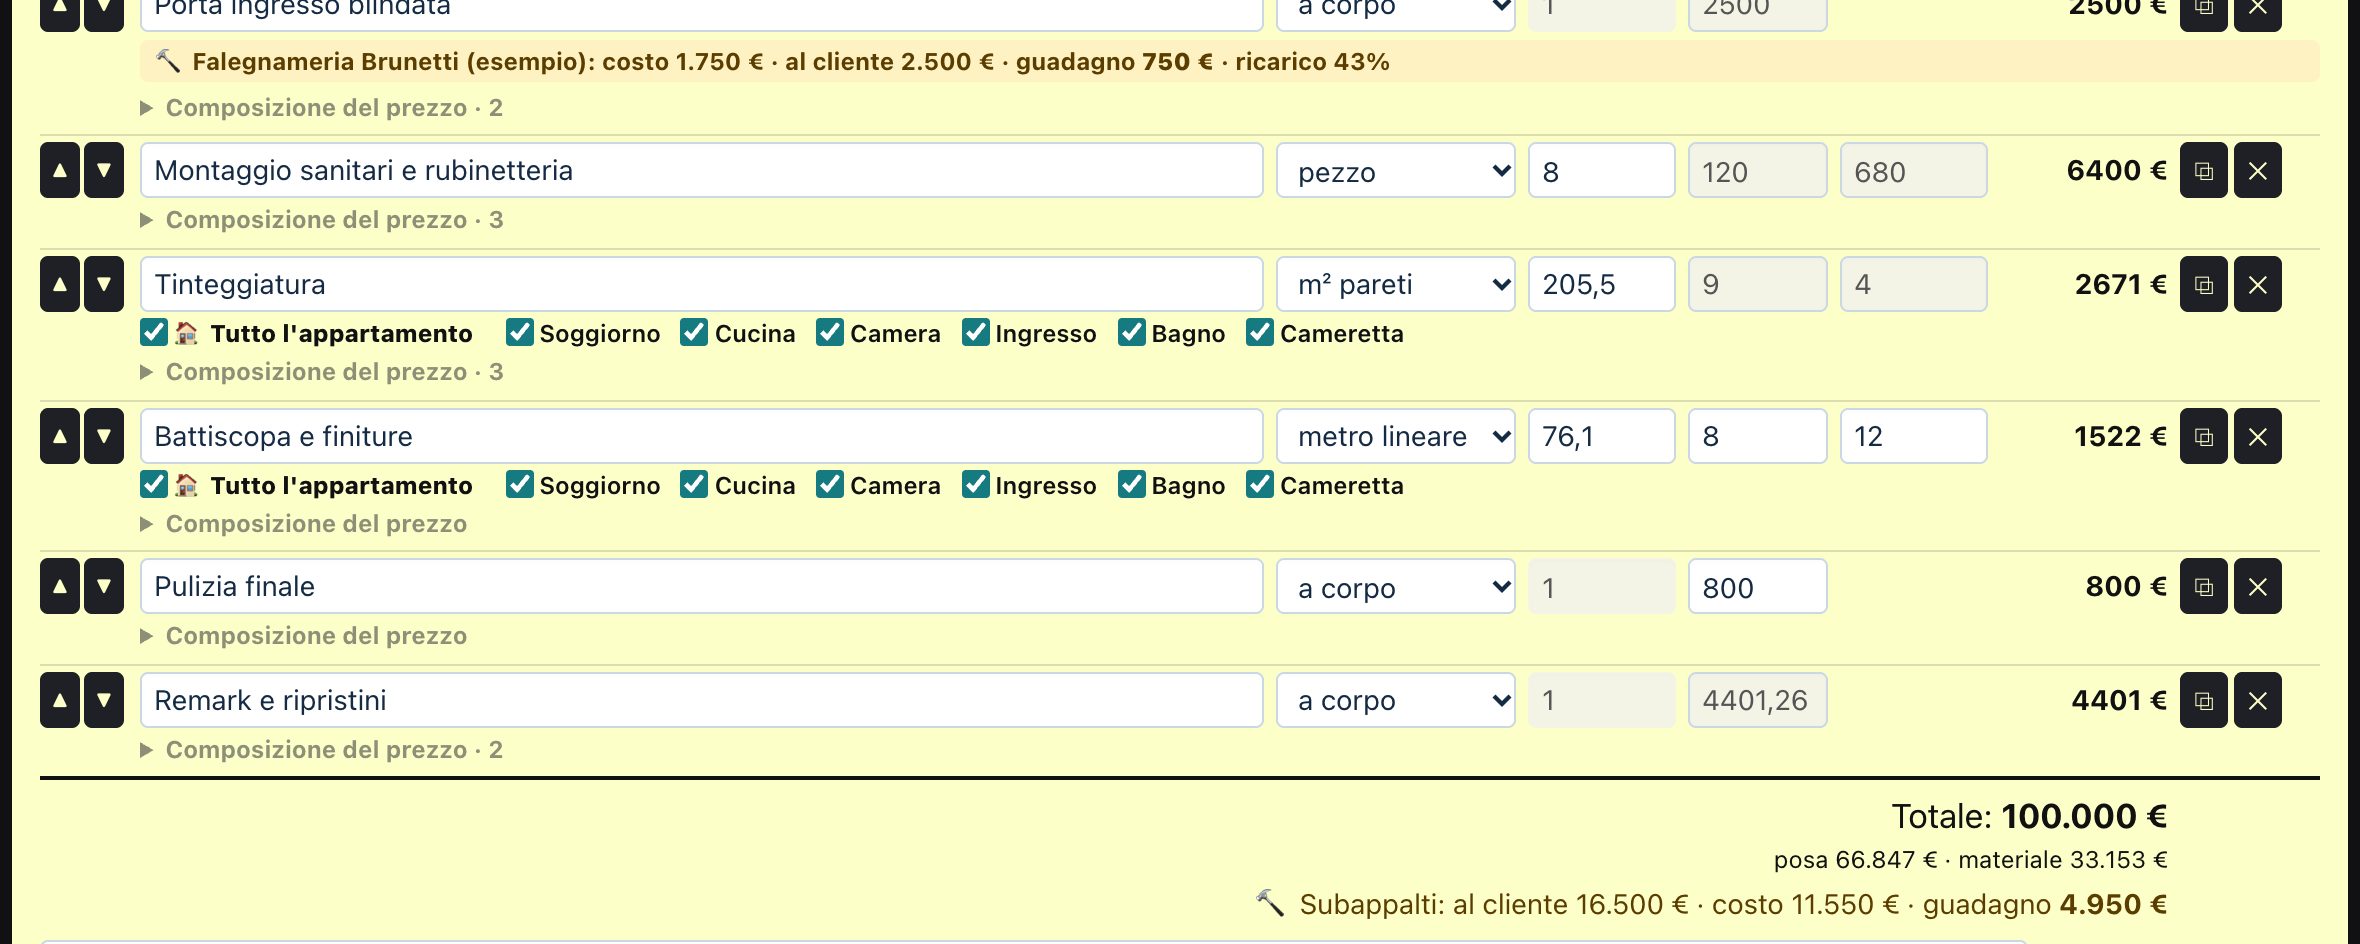 Porta ingresso blindata a corpo 1 2500 2500 €
Falegnameria Brunetti (esempio): costo 1.750 € · al cliente 2.500 € · guadagno 750 € · ricarico 43%
Composizione del prezzo · 2
Montaggio sanitari e rubinetteria pezzo 8 120 680 6400 €
Composizione del prezzo · 3
Tinteggiatura m² pareti 205,5 9 4 2671 €
Tutto l'appartamento Soggiorno Cucina Camera Ingresso Bagno Cameretta
Composizione del prezzo · 3
Battiscopa e finiture metro lineare 76,1 8 12 1522 €
Tutto l'appartamento Soggiorno Cucina Camera Ingresso Bagno Cameretta
Composizione del prezzo
Pulizia finale a corpo 1 800 800 €
Composizione del prezzo
Remark e ripristini a corpo 1 4401,26 4401 €
Composizione del prezzo · 2
Totale: 100.000 €
posa 66.847 € · materiale 33.153 €
Subappalti: al cliente 16.500 € · costo 11.550 € · guadagno 4.950 €